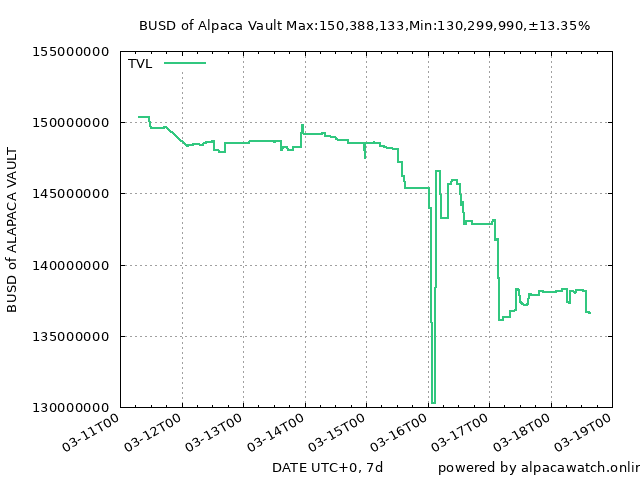 BUSD of Alpaca Vault Max:150,388,133,Min:130,299,990,±13.35%
155000000
TVL
150000000
145000000
140000000
135000000
130000000
BUSD of ALAPACA VAULT
03-11T00
03-12T00
03-13T00
03-14T00
03-15T00
03-16T00
03-17T00
03-18T00
03-19T00
DATE UTC+0, 7d
powered by alpacawatch.onlin